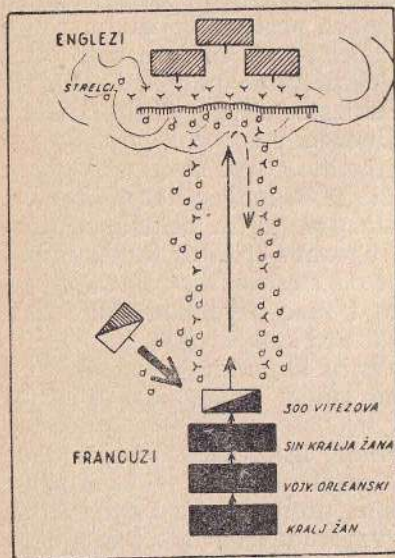 ENGLEZI
STRELCI
300 VITEZOVA
SIN KRALJA ŽANA
FRANCUZI
VOJV. ORLEANSKI
KRALJ ŽAN